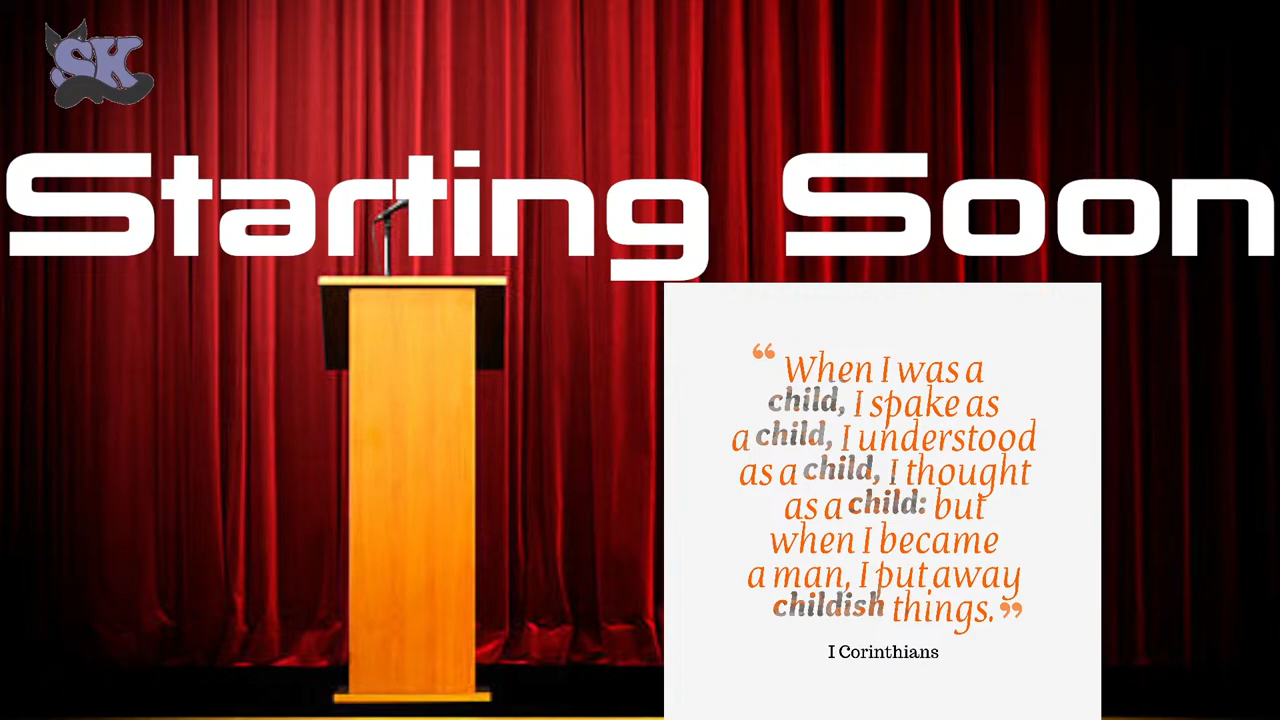 SK
Starting Soon
“ When I was a
child, I spake as
a child, I understood
as a child, I thought
as a child: but
when I became
a man, I put away
childish things.”
I Corinthians